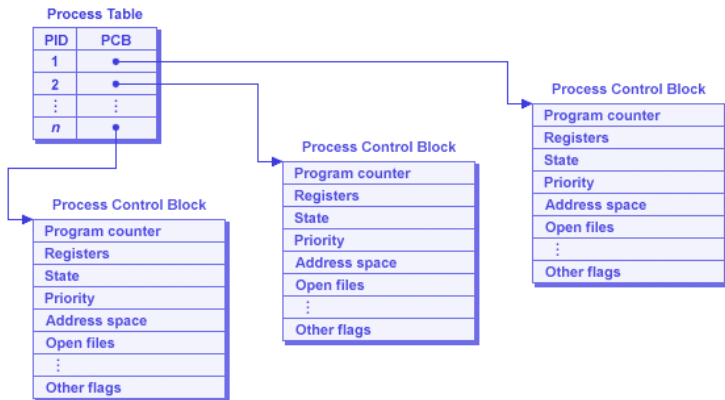 Process Table
PID PCB
1
2
⋮ ⋮
n
Process Control Block
Program counter
Registers
State
Priority
Address space
Open files
⋮
Other flags
Process Control Block
Program counter
Registers
State
Priority
Address space
Open files
⋮
Other flags
Process Control Block
Program counter
Registers
State
Priority
Address space
Open files
⋮
Other flags